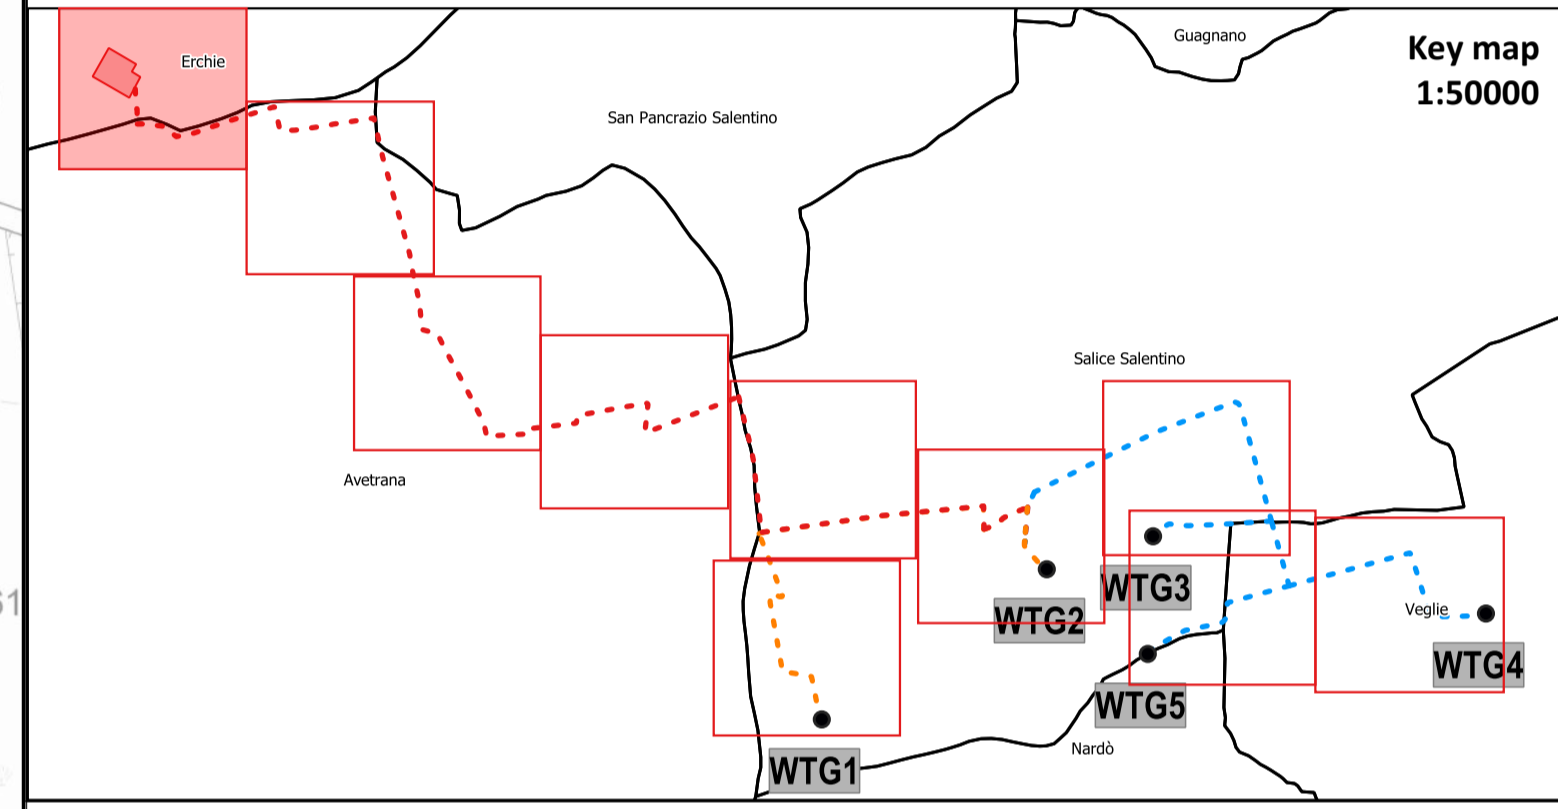 Guagnano
Key map
1:50000
Erchie
San Pancrazio Salentino
Salice Salentino
Avetrana
WTG3
WTG2
Veglie
WTG4
WTG5
Nardò
WTG1